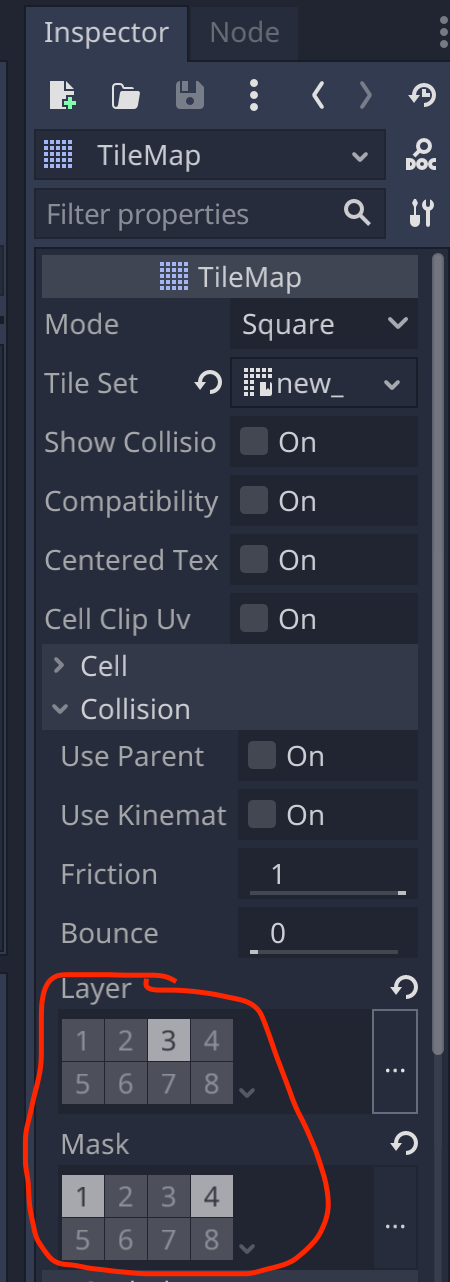 Inspector Node
DOC
TileMap
Filter properties
TileMap
Mode Square
Tile Set new_
Show Collisio On
Compatibility On
Centered Tex On
Cell Clip Uv On
Cell
Collision
Use Parent On
Use Kinemat On
Friction 1
Bounce 0
Layer
1 2 3 4
5 6 7 8
...
Mask
1 2 3 4
5 6 7 8
...